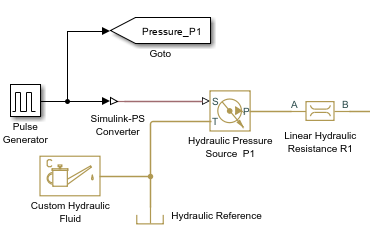 Pressure_P1
Goto
Pulse
Generator
Simulink-PS
Converter
S
P
T
Hydraulic Pressure
Source P1
A
B
Linear Hydraulic
Resistance R1
C
Custom Hydraulic
Fluid
Hydraulic Reference